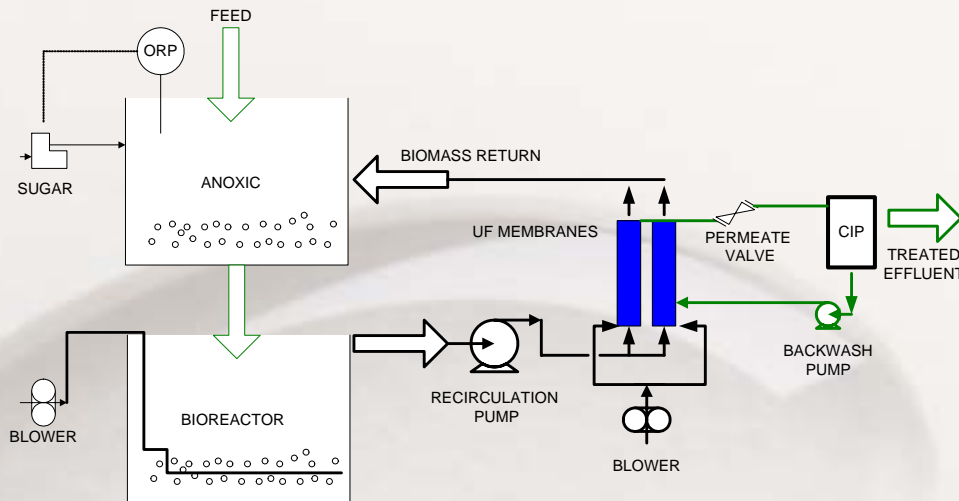 FEED
ORP
SUGAR
ANOXIC
BIOMASS RETURN
UF MEMBRANES
PERMEATE
VALVE
CIP
TREATED
EFFLUENT
BACKWASH
PUMP
BLOWER
BIOREACTOR
RECIRCULATION
PUMP
BLOWER